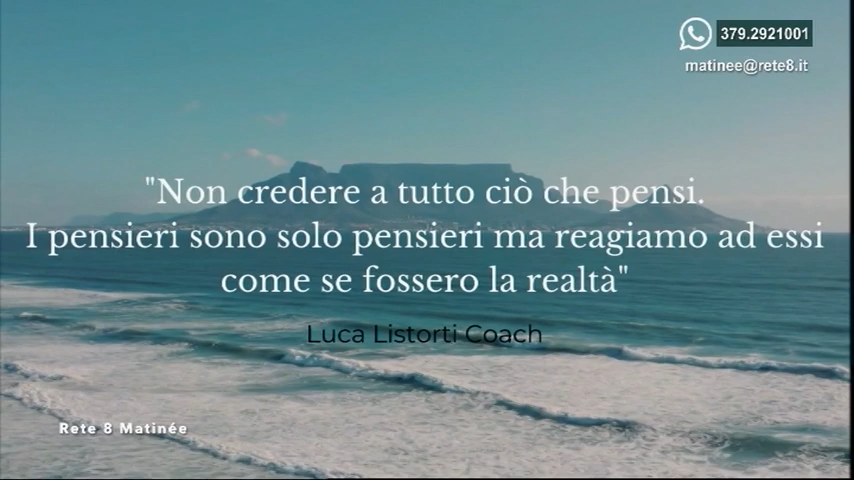 379.2921001
matinee@rete8.it
"Non credere a tutto ciò che pensi.
I pensieri sono solo pensieri ma reagiamo ad essi
come se fossero la realtà"
Luca Listorti Coach
Rete 8 Matinée